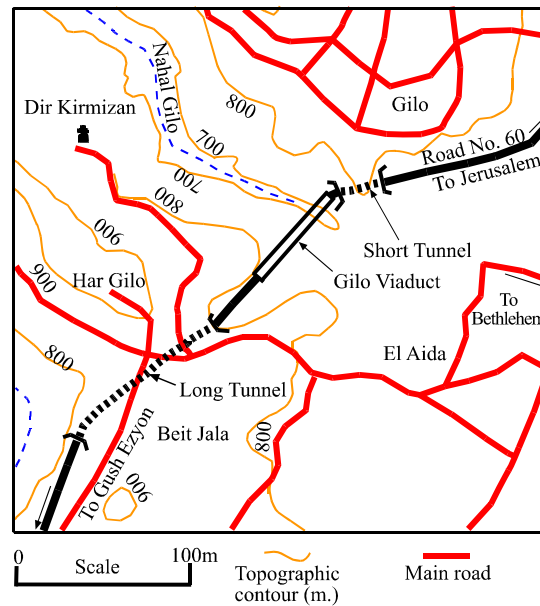 Nahal Gilo
800
Gilo
Dir Kirmizan
700
Road No. 60
To Jerusalem
700
800
Short Tunnel
900
Gilo Viaduct
Har Gilo
900
To
Bethlehem
800
El Aida
Long Tunnel
Beit Jala
800
To Gush Ezyon
900
0
100m
Scale
Topographic
contour (m.)
Main road